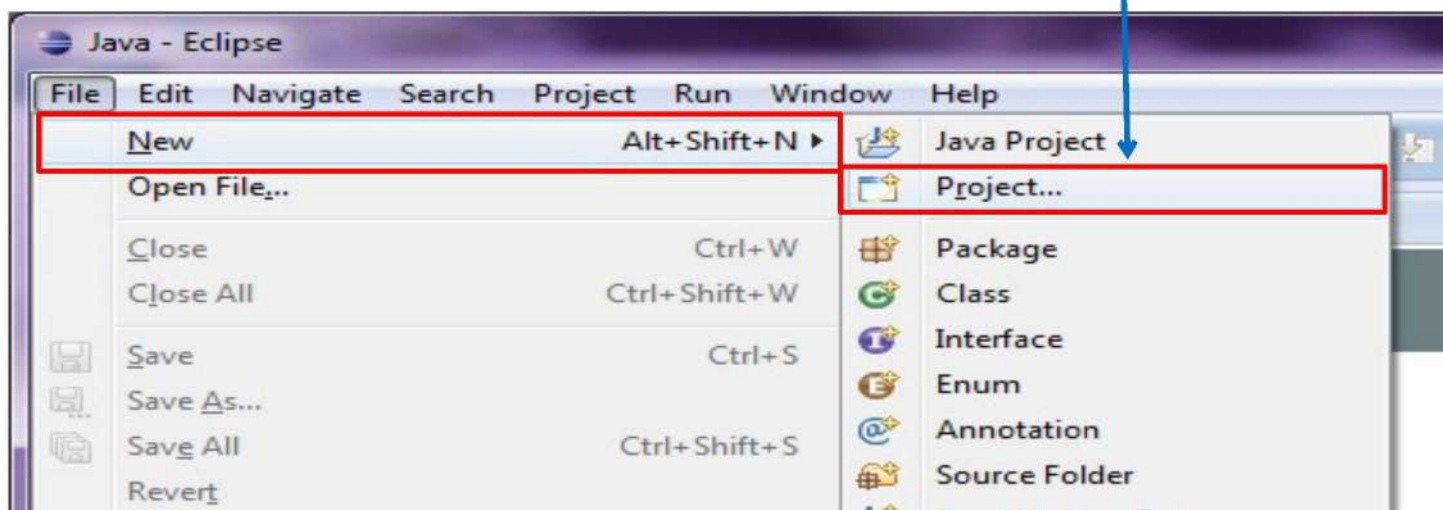 Java - Eclipse
File Edit Navigate Search Project Run Window Help
New Alt+Shift+N
Open File...
Close Ctrl+W
Close All Ctrl+Shift+W
Save Ctrl+S
Save As...
Save All Ctrl+Shift+S
Revert
Java Project
Project...
Package
Class
Interface
Enum
Annotation
Source Folder